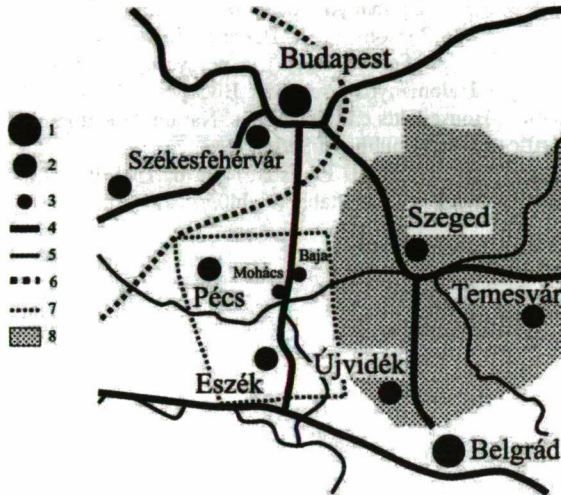 Budapest
1
2
3
4
5
6
7
8
Székesfehérvár
Szeged
Baja
Mohács
Pécs
Temesvár
Eszék
Újvidék
Belgrád